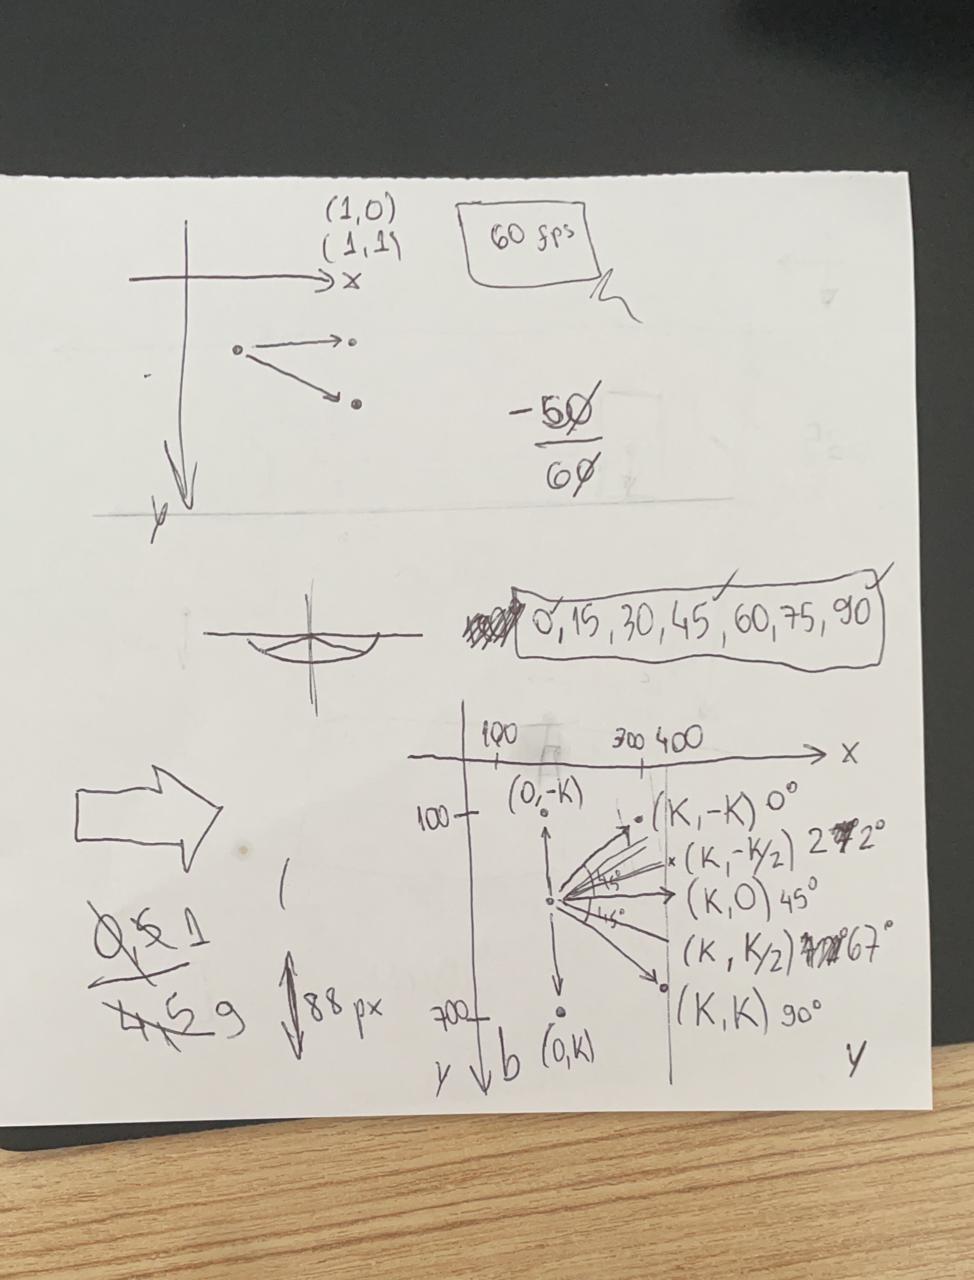 (1,0)
(1,1)
x
60 fps
y
-50
60
0, 15, 30, 45, 60, 75, 90
100 300 400
x
(0,-K)
100
(K,-K) 0°
(K,-K/2) 22°
45°
(K,0) 45°
45°
(K, K/2) 67°
0,5 1
4,5 9
88 px
700
(K,K) 90°
y b (0,K)
y